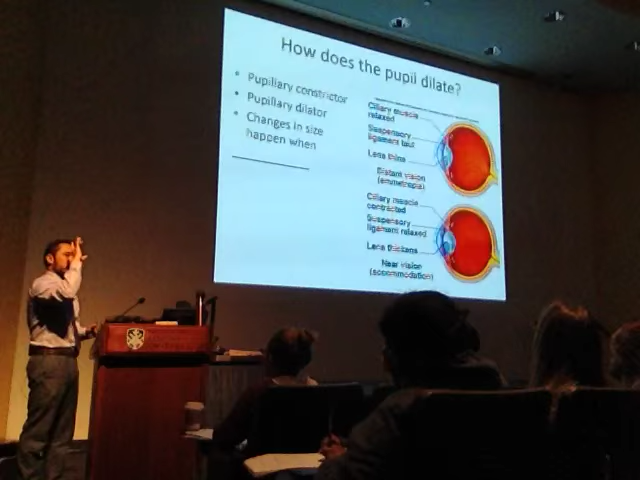 How does the pupil dilate?
• Pupillary constrictor
• Pupillary dilator
• Changes in size
happen when
Ciliary muscle
relaxed
Suspensory
ligament taut
Lens thins
Distant vision
(emmetropia)
Ciliary muscle
contracted
Suspensory
ligament relaxed
Lens thickens
Near vision
(accommodation)